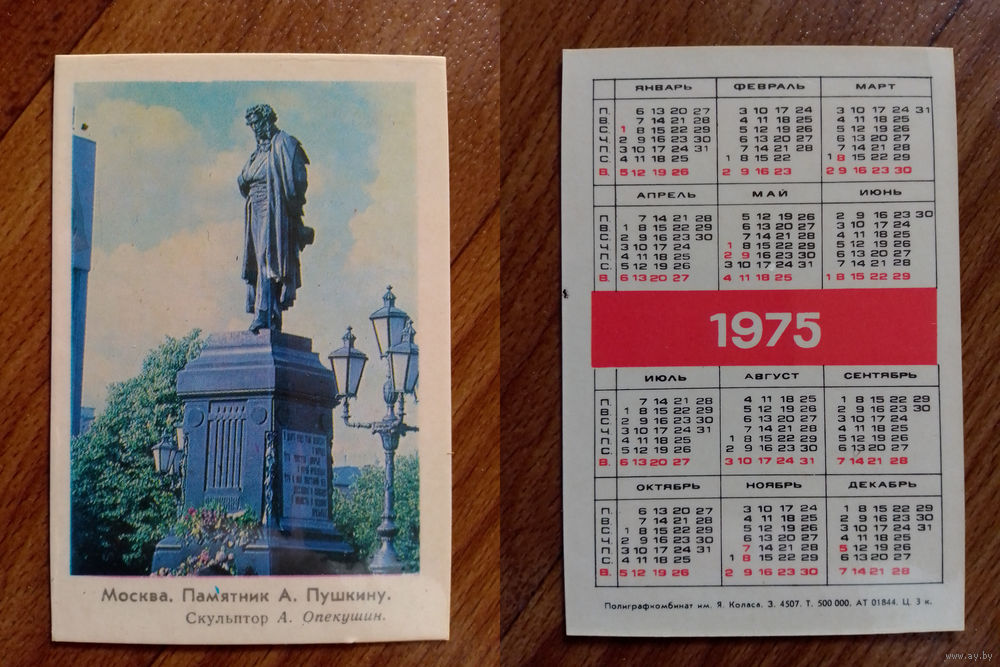 Москва. Памятник А. Пушкину.
Скульптор А. Опекушин.
ЯНВАРЬ ФЕВРАЛЬ МАРТ
П. 6 13 20 27 3 10 17 24 3 10 17 24 31
В. 7 14 21 28 4 11 18 25 4 11 18 25
С. 1 8 15 22 29 5 12 19 26 5 12 19 26
Ч. 2 9 16 23 30 6 13 20 27 6 13 20 27
П. 3 10 17 24 31 7 14 21 28 7 14 21 28
С. 4 11 18 25 1 8 15 22 1 8 15 22 29
В. 5 12 19 26 2 9 16 23 2 9 16 23 30
АПРЕЛЬ МАЙ ИЮНЬ
П. 7 14 21 28 5 12 19 26 2 9 16 23 30
В. 1 8 15 22 29 6 13 20 27 3 10 17 24
С. 2 9 16 23 30 7 14 21 28 4 11 18 25
Ч. 3 10 17 24 1 8 15 22 29 5 12 19 26
П. 4 11 18 25 2 9 16 23 30 6 13 20 27
С. 5 12 19 26 3 10 17 24 31 7 14 21 28
В. 6 13 20 27 4 11 18 25 1 8 15 22 29
1975
ИЮЛЬ АВГУСТ СЕНТЯБРЬ
П. 7 14 21 28 4 11 18 25 1 8 15 22 29
В. 1 8 15 22 29 5 12 19 26 2 9 16 23 30
С. 2 9 16 23 30 6 13 20 27 3 10 17 24
Ч. 3 10 17 24 31 7 14 21 28 4 11 18 25
П. 4 11 18 25 1 8 15 22 29 5 12 19 26
С. 5 12 19 26 2 9 16 23 30 6 13 20 27
В. 6 13 20 27 3 10 17 24 31 7 14 21 28
ОКТЯБРЬ НОЯБРЬ ДЕКАБРЬ
П. 6 13 20 27 3 10 17 24 1 8 15 22 29
В. 7 14 21 28 4 11 18 25 2 9 16 23 30
С. 1 8 15 22 29 5 12 19 26 3 10 17 24 31
Ч. 2 9 16 23 30 6 13 20 27 4 11 18 25
П. 3 10 17 24 31 7 14 21 28 5 12 19 26
С. 4 11 18 25 1 8 15 22 29 6 13 20 27
В. 5 12 19 26 2 9 16 23 30 7 14 21 28
Полиграфкомбинат им. Я. Коласа. З. 4507. Т. 500 000. АТ 01844. Ц. 3 к.
www.ay.by